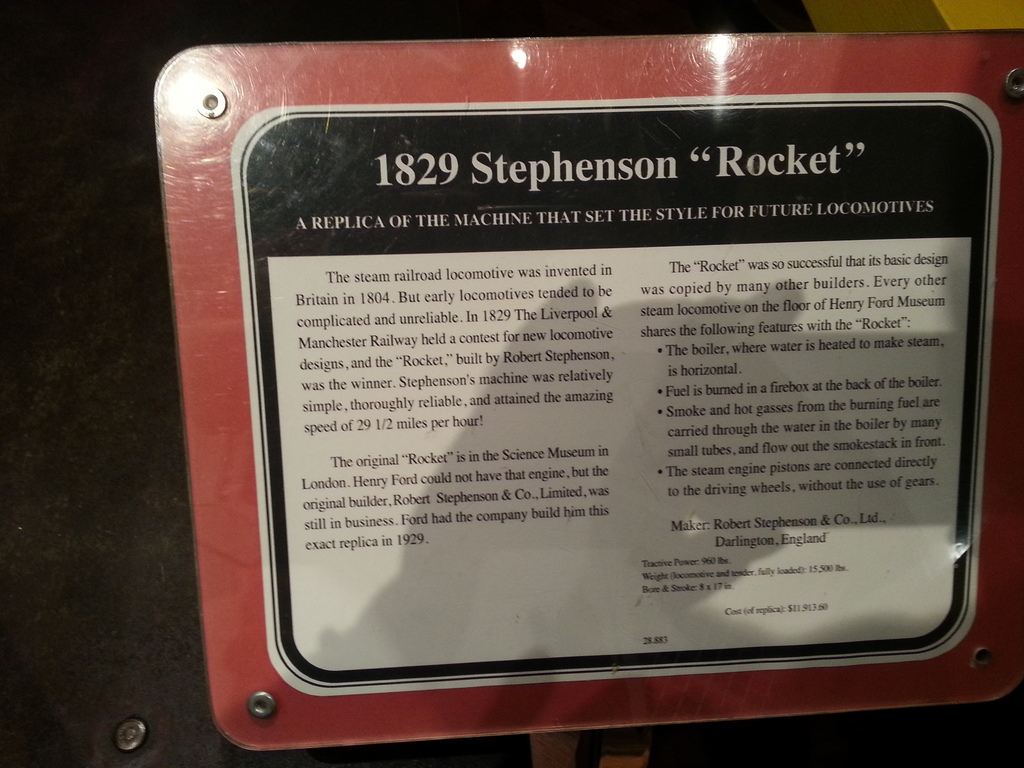 1829 Stephenson “Rocket”
A REPLICA OF THE MACHINE THAT SET THE STYLE FOR FUTURE LOCOMOTIVES
The steam railroad locomotive was invented in
Britain in 1804. But early locomotives tended to be
complicated and unreliable. In 1829 The Liverpool &
Manchester Railway held a contest for new locomotive
designs, and the “Rocket,” built by Robert Stephenson,
was the winner. Stephenson's machine was relatively
simple, thoroughly reliable, and attained the amazing
speed of 29 1/2 miles per hour!
The original “Rocket” is in the Science Museum in
London. Henry Ford could not have that engine, but the
original builder, Robert Stephenson & Co., Limited, was
still in business. Ford had the company build him this
exact replica in 1929.
The “Rocket” was so successful that its basic design
was copied by many other builders. Every other
steam locomotive on the floor of Henry Ford Museum
shares the following features with the “Rocket”:
• The boiler, where water is heated to make steam,
is horizontal.
• Fuel is burned in a firebox at the back of the boiler.
• Smoke and hot gasses from the burning fuel are
carried through the water in the boiler by many
small tubes, and flow out the smokestack in front.
• The steam engine pistons are connected directly
to the driving wheels, without the use of gears.
Maker: Robert Stephenson & Co., Ltd.,
Darlington, England
Tractive Power: 960 lbs.
Weight (locomotive and tender, fully loaded): 15,500 lbs.
Bore & Stroke: 8 x 17 in.
Cost (of replica): $11,913.60
28.883